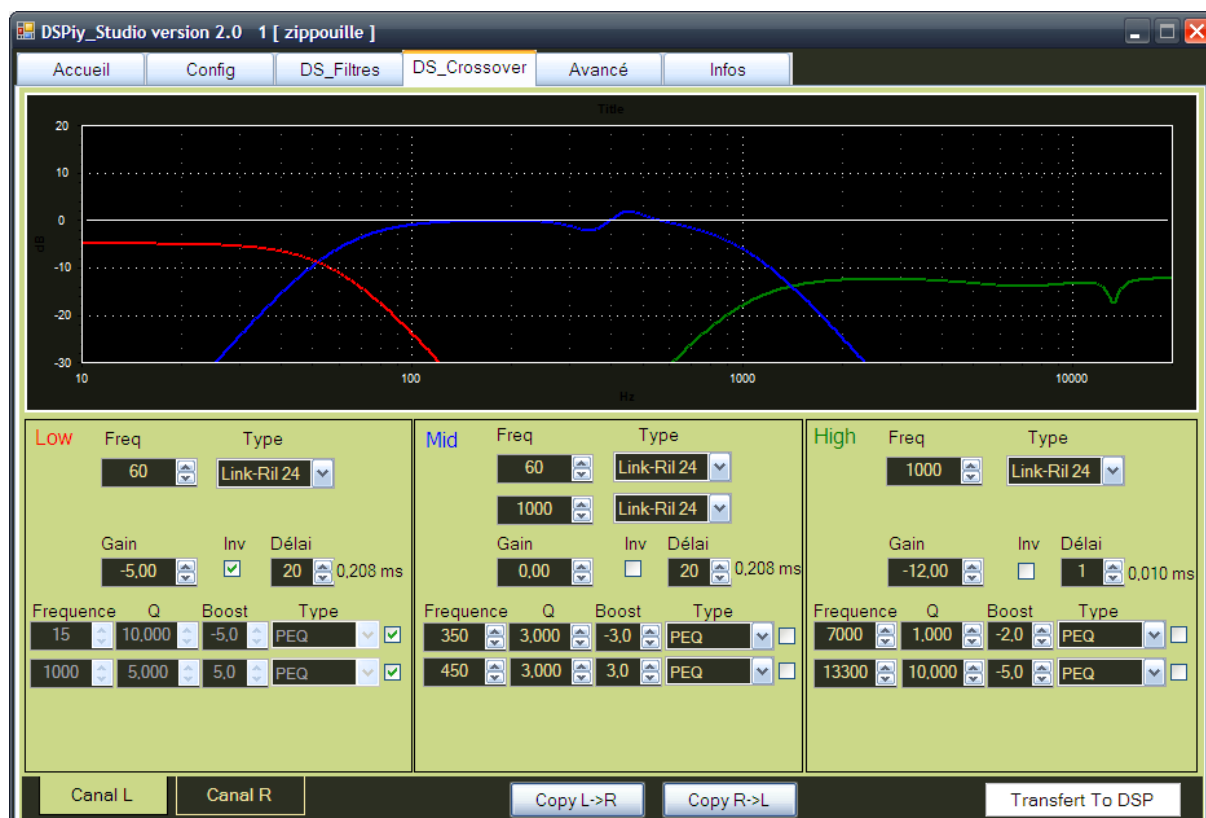 DSPiy_Studio version 2.0 1 [ zippouille ]
Accueil Config DS_Filtres DS_Crossover Avancé Infos
Title
20
10
0
dB
-10
-20
-30
10 100 1000 10000
Hz
Low Freq Type
60 Link-Ril 24
Gain Inv Délai
-5,00 20 0,208 ms
Frequence Q Boost Type
15 10,000 -5,0 PEQ
1000 5,000 5,0 PEQ
Mid Freq Type
60 Link-Ril 24
1000 Link-Ril 24
Gain Inv Délai
0,00 20 0,208 ms
Frequence Q Boost Type
350 3,000 -3,0 PEQ
450 3,000 3,0 PEQ
High Freq Type
1000 Link-Ril 24
Gain Inv Délai
-12,00 1 0,010 ms
Frequence Q Boost Type
7000 1,000 -2,0 PEQ
13300 10,000 -5,0 PEQ
Canal L Canal R Copy L->R Copy R->L Transfert To DSP